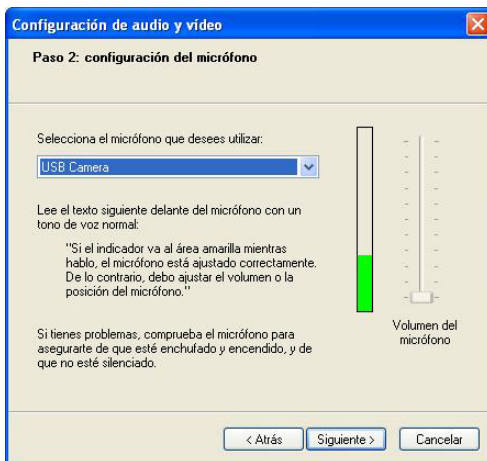 Configuración de audio y vídeo
Paso 2: configuración del micrófono
Selecciona el micrófono que desees utilizar:
USB Camera
Lee el texto siguiente delante del micrófono con un
tono de voz normal:
"Si el indicador va al área amarilla mientras
hablo, el micrófono está ajustado correctamente.
De lo contrario, debo ajustar el volumen o la
posición del micrófono."
Si tienes problemas, comprueba el micrófono para
asegurarte de que esté enchufado y encendido, y de
que no esté silenciado.
Volumen del
micrófono
< Atrás
Siguiente >
Cancelar